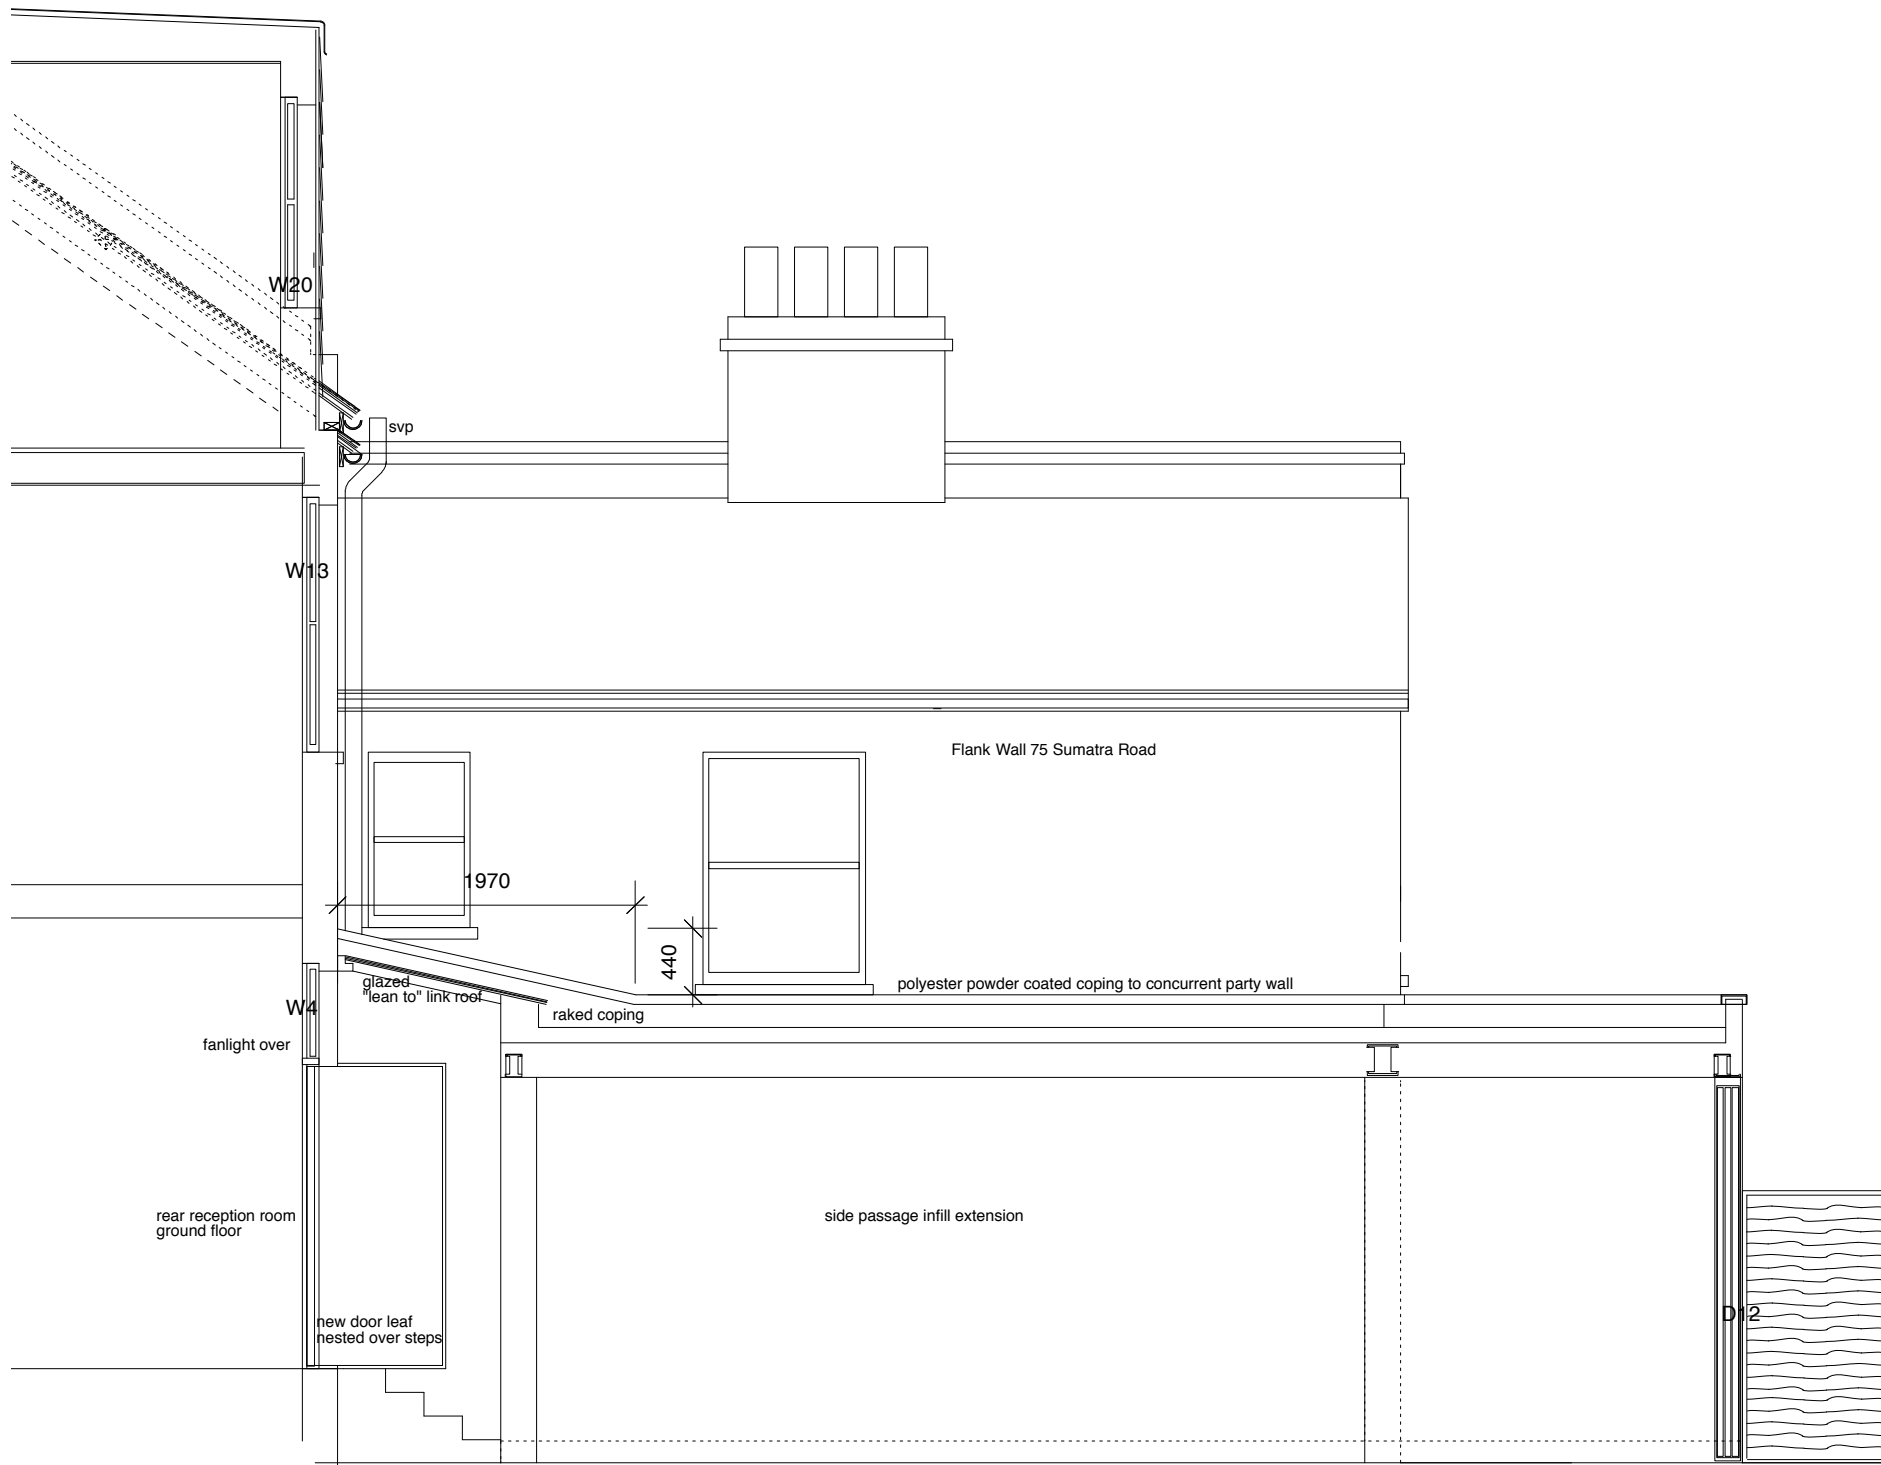 W20
svp
W13
Flank Wall 75 Sumatra Road
1970
440
glazed
"lean to" link roof
polyester powder coated coping to concurrent party wall
W4
raked coping
fanlight over
rear reception room
ground floor
side passage infill extension
new door leaf
nested over steps
D12